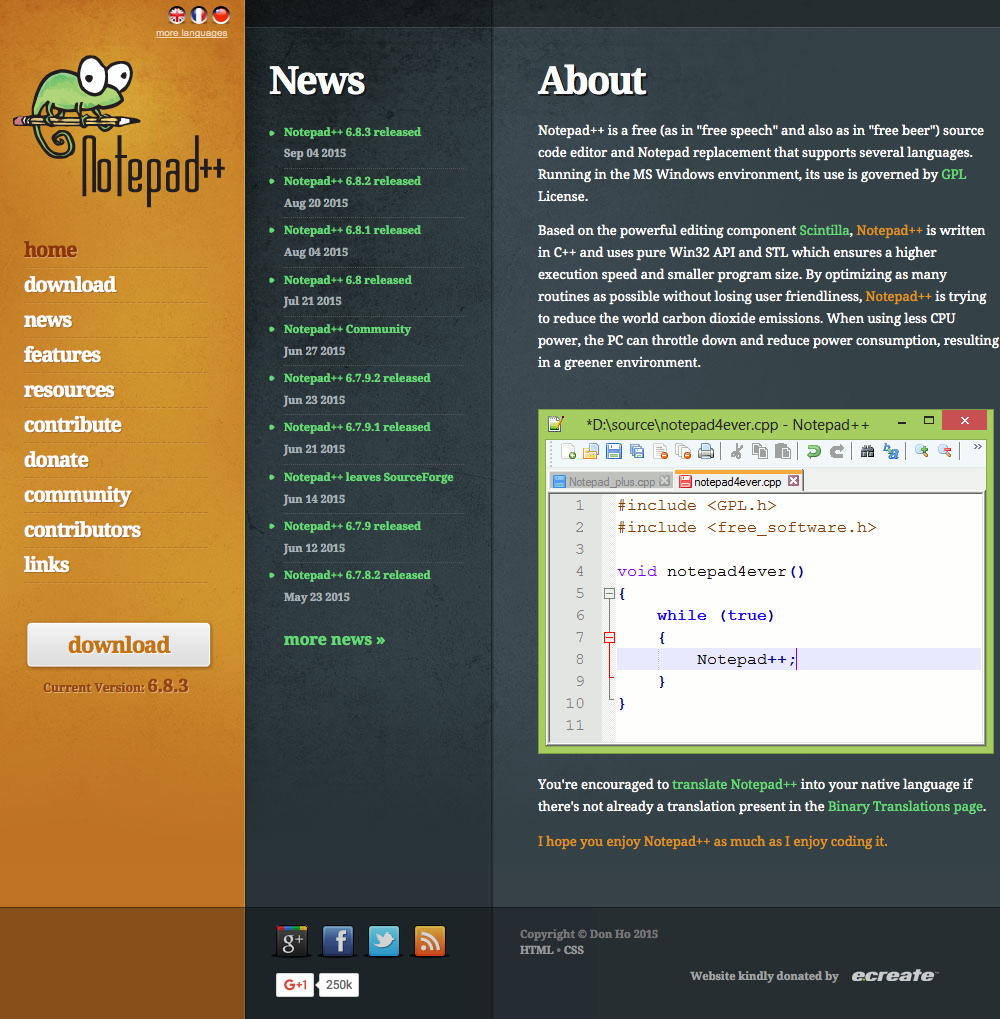 more languages
Notepad++
home
download
news
features
resources
contribute
donate
community
contributors
links
download
Current Version: 6.8.3
News
Notepad++ 6.8.3 released
Sep 04 2015
Notepad++ 6.8.2 released
Aug 20 2015
Notepad++ 6.8.1 released
Aug 04 2015
Notepad++ 6.8 released
Jul 21 2015
Notepad++ Community
Jun 27 2015
Notepad++ 6.7.9.2 released
Jun 23 2015
Notepad++ 6.7.9.1 released
Jun 21 2015
Notepad++ leaves SourceForge
Jun 14 2015
Notepad++ 6.7.9 released
Jun 12 2015
Notepad++ 6.7.8.2 released
May 23 2015
more news »
About
Notepad++ is a free (as in "free speech" and also as in "free beer") source
code editor and Notepad replacement that supports several languages.
Running in the MS Windows environment, its use is governed by GPL
License.
Based on the powerful editing component Scintilla, Notepad++ is written
in C++ and uses pure Win32 API and STL which ensures a higher
execution speed and smaller program size. By optimizing as many
routines as possible without losing user friendliness, Notepad++ is trying
to reduce the world carbon dioxide emissions. When using less CPU
power, the PC can throttle down and reduce power consumption, resulting
in a greener environment.
*D:\source\notepad4ever.cpp - Notepad++
Notepad_plus.cpp notepad4ever.cpp
1 #include <GPL.h>
2 #include <free_software.h>
3
4 void notepad4ever()
5 {
6 while (true)
7 {
8 Notepad++;
9 }
10 }
11
You're encouraged to translate Notepad++ into your native language if
there's not already a translation present in the Binary Translations page.
I hope you enjoy Notepad++ as much as I enjoy coding it.
g+ f
G+1 250k
Copyright © Don Ho 2015
HTML • CSS
Website kindly donated by ecreate™